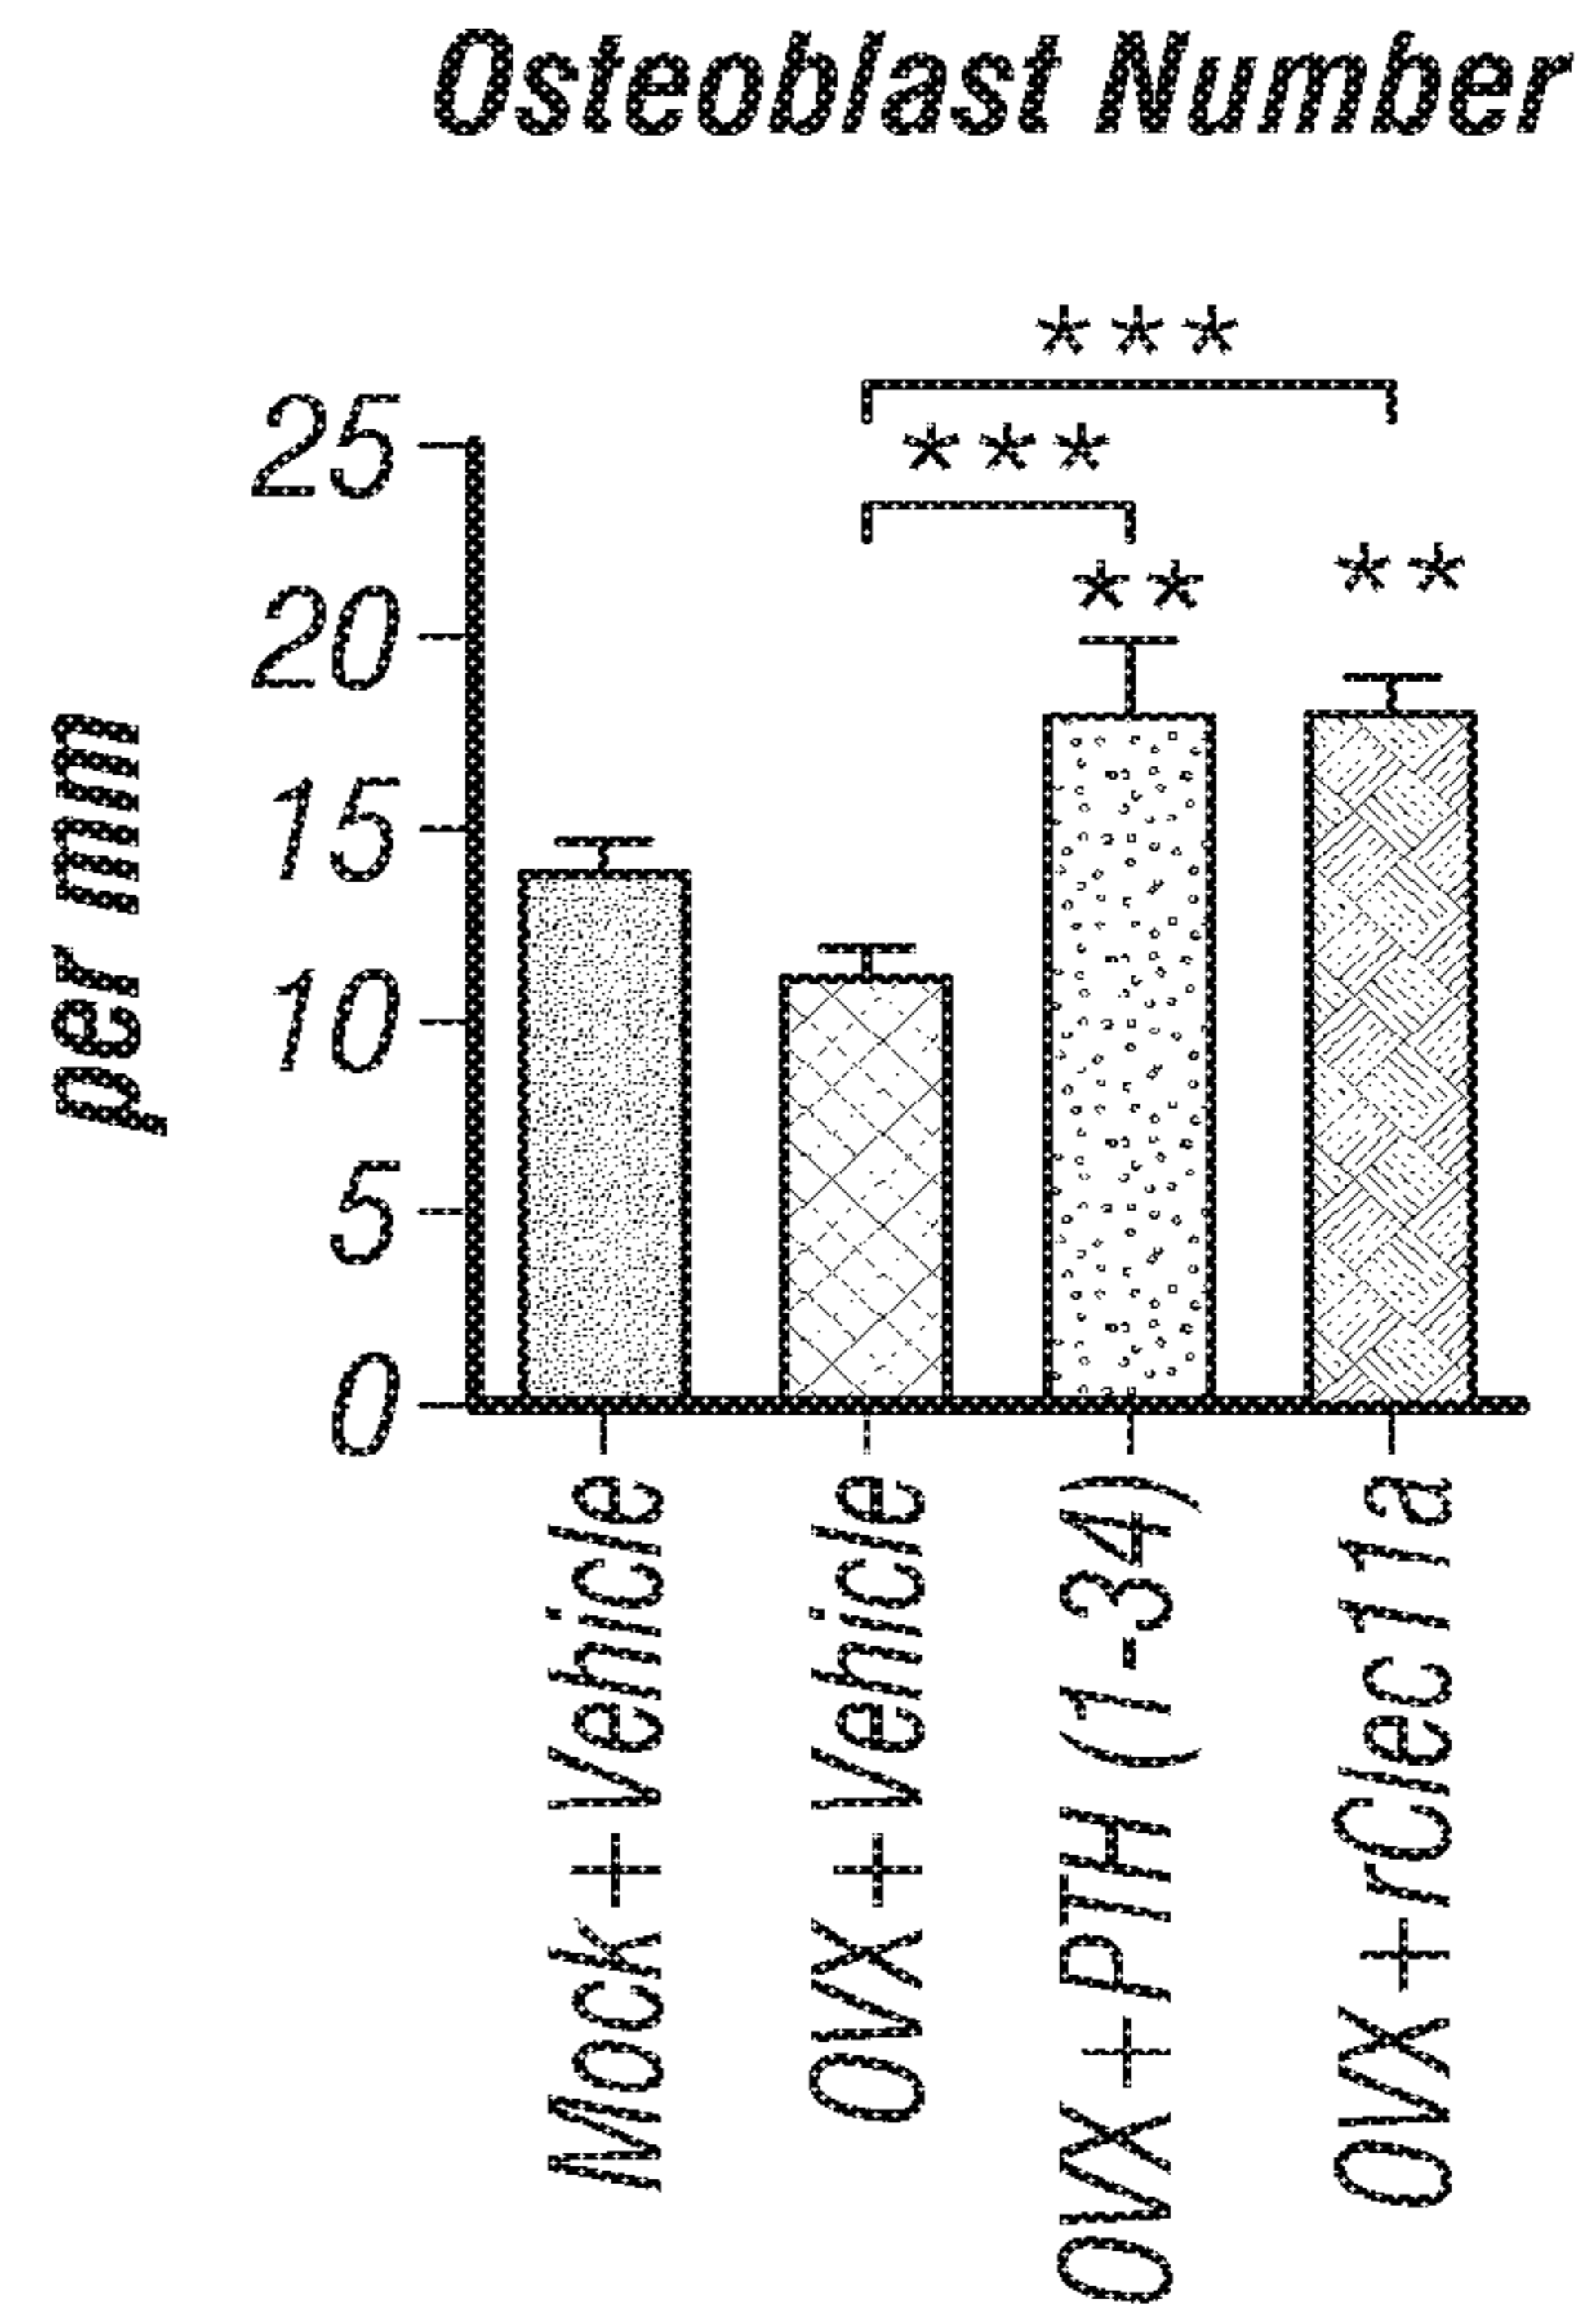 Osteoblast Number
per mm
25
20
15
10
5
0
***
***
**
**
Mock + Vehicle
OVX + Vehicle
OVX + PTH (1-34)
OVX + rClec11a